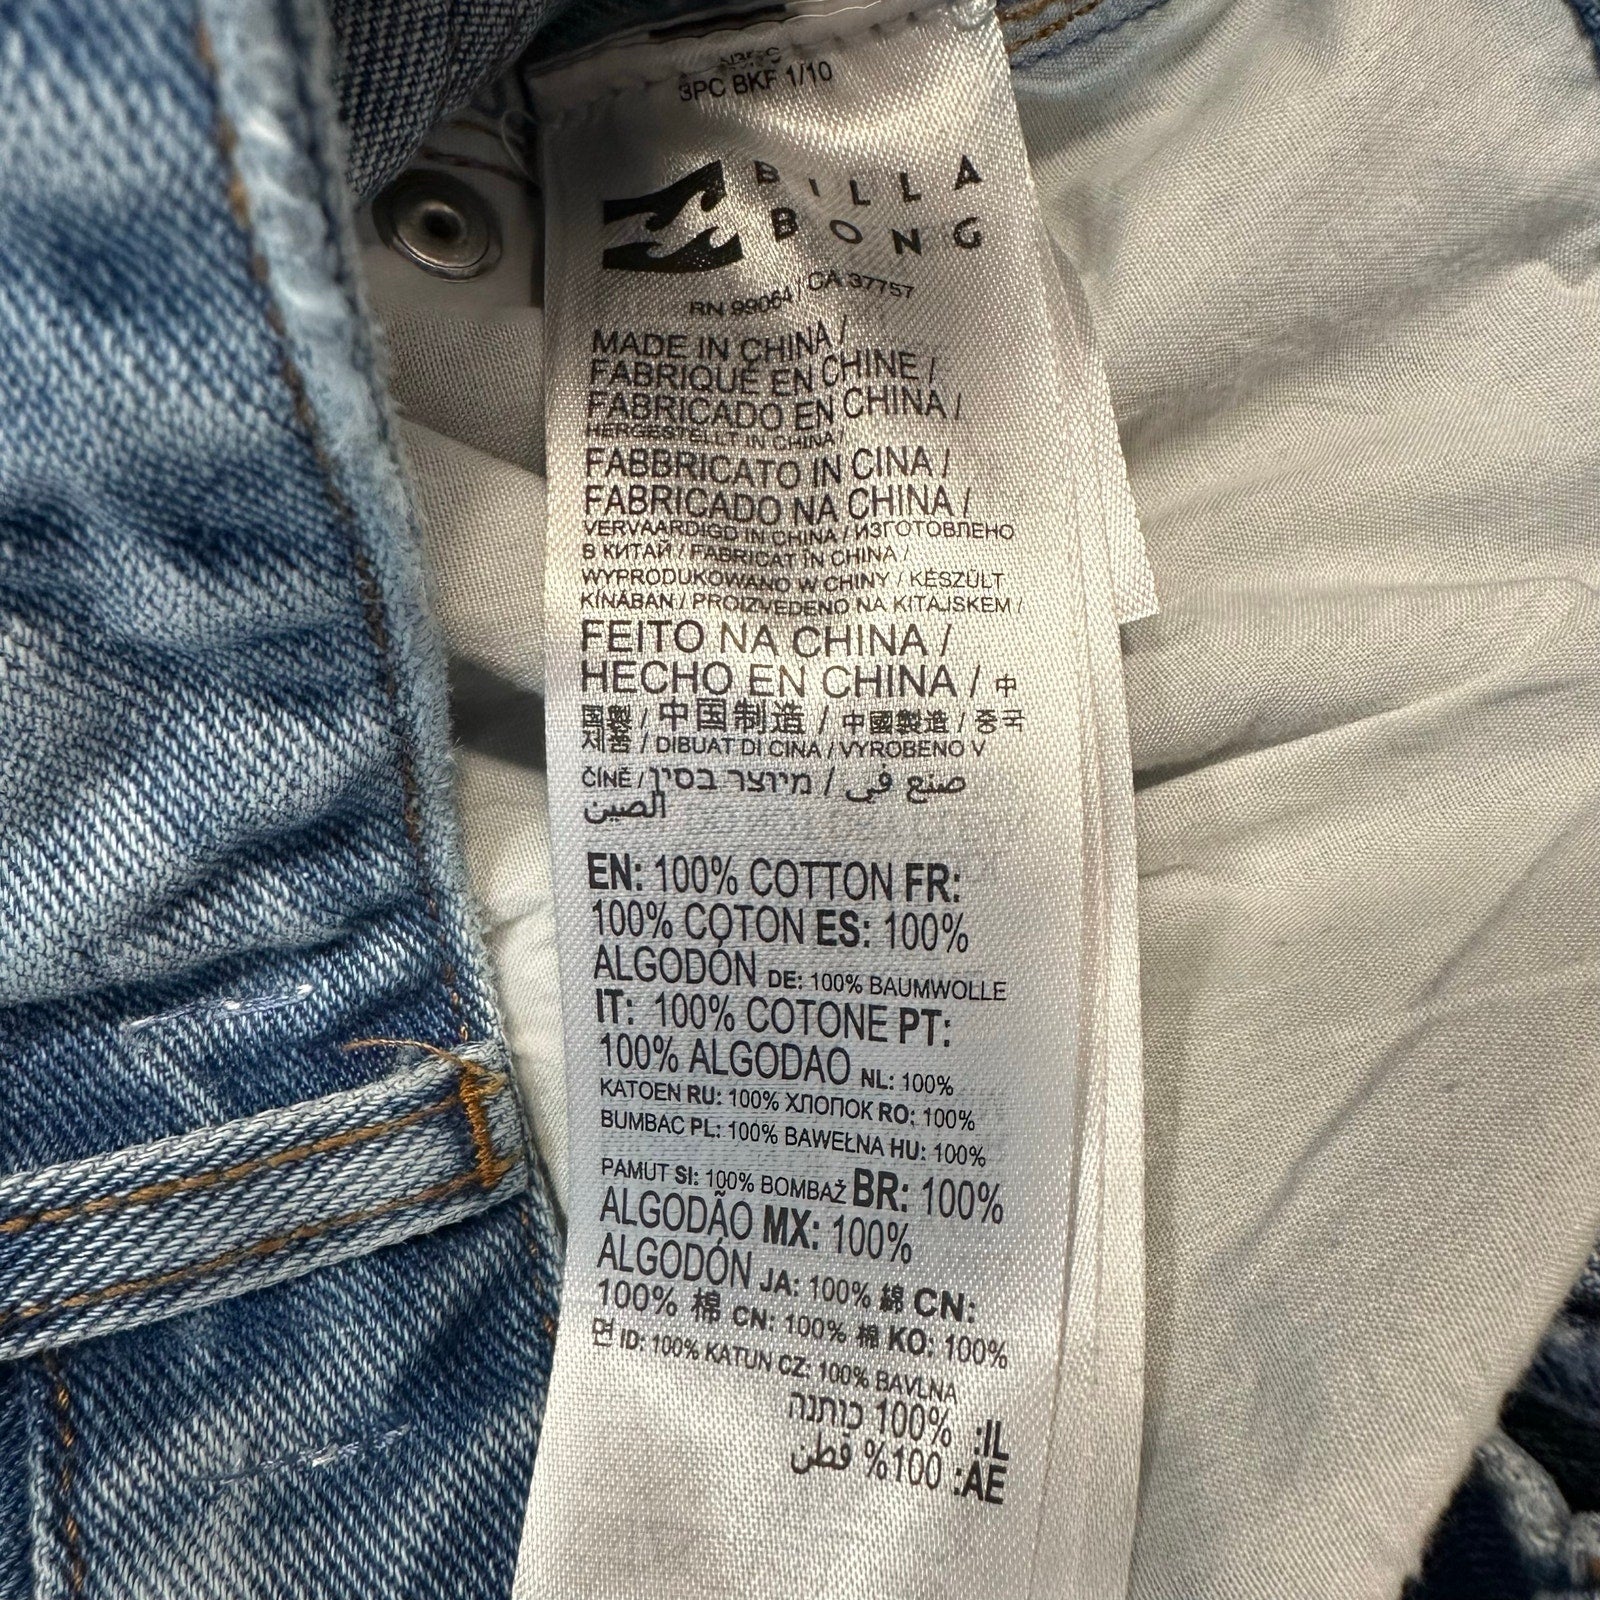 3PC BKF 1/10
BILLA
BONG
RN 99064 / CA 37757
MADE IN CHINA /
FABRIQUÉ EN CHINE /
FABRICADO EN CHINA /
HERGESTELLT IN CHINA /
FABBRICATO IN CINA /
FABRICADO NA CHINA /
VERVAARDIGD IN CHINA / ИЗГОТОВЛЕНО
В КИТАЙ / FABRICAT ÎN CHINA /
WYPRODUKOWANO W CHINY / KÉSZÜLT
KÍNÁBAN / PROIZVEDENO NA KITAJSKEM /
FEITO NA CHINA /
HECHO EN CHINA / 中
国製 / 中国制造 / 中國製造 / 중국
제품 / DIBUAT DI CINA / VYROBENO V
ČÍNĚ / מיוצר בסין / صنع في
الصين
EN: 100% COTTON FR:
100% COTON ES: 100%
ALGODÓN DE: 100% BAUMWOLLE
IT: 100% COTONE PT:
100% ALGODAO NL: 100%
KATOEN RU: 100% ХЛОПОК RO: 100%
BUMBAC PL: 100% BAWEŁNA HU: 100%
PAMUT SI: 100% BOMBAŽ BR: 100%
ALGODÃO MX: 100%
ALGODÓN JA: 100% 綿 CN:
100% 棉 CN: 100% 棉 KO: 100%
면 ID: 100% KATUN CZ: 100% BAVLNA
IL: 100% כותנה
AE: 100% قطن